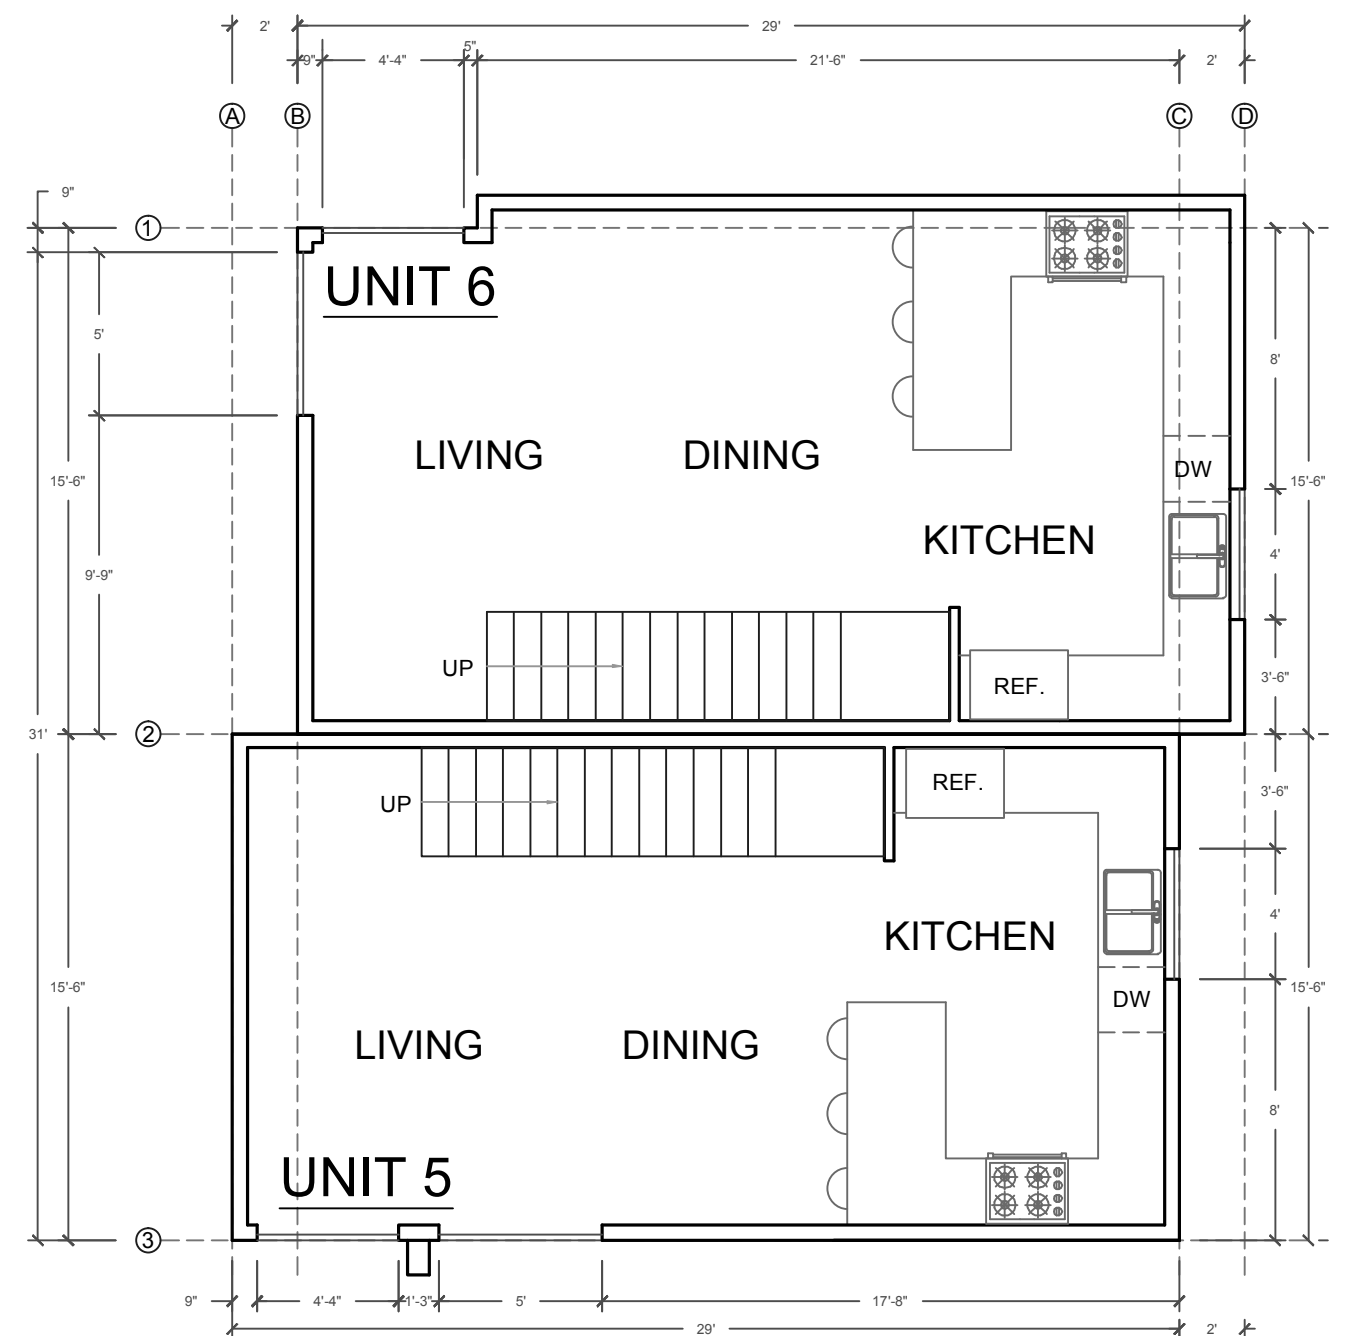 2'
29'
5"
9"
4'-4"
21'-6"
2'
A
B
C
D
9"
1
UNIT 6
5'
8'
LIVING
DINING
15'-6"
DW
15'-6"
KITCHEN
4'
9'-9"
UP
REF.
3'-6"
31'
2
REF.
3'-6"
UP
KITCHEN
4'
15'-6"
DW
15'-6"
LIVING
DINING
8'
UNIT 5
3
9"
4'-4"
1'-3"
5'
17'-8"
29'
2'